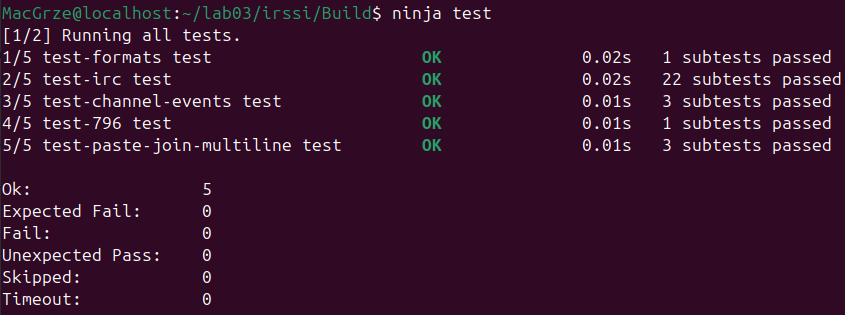 MacGrze@localhost:~/lab03/irssi/Build$ ninja test
[1/2] Running all tests.
1/5 test-formats test OK 0.02s 1 subtests passed
2/5 test-irc test OK 0.02s 22 subtests passed
3/5 test-channel-events test OK 0.01s 3 subtests passed
4/5 test-796 test OK 0.01s 1 subtests passed
5/5 test-paste-join-multiline test OK 0.01s 3 subtests passed
Ok: 5
Expected Fail: 0
Fail: 0
Unexpected Pass: 0
Skipped: 0
Timeout: 0